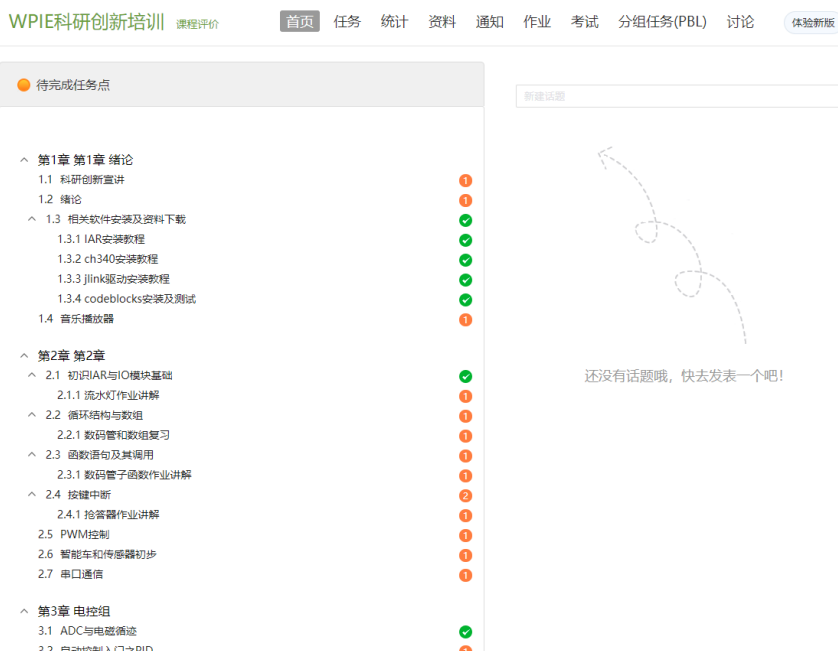 WPIE科研创新培训 课程评价 首页 任务 统计 资料 通知 作业 考试 分组任务(PBL) 讨论 体验新版
待完成任务点
新建话题
第1章 第1章 绪论
1.1 科研创新宣讲 1
1.2 绪论 1
1.3 相关软件安装及资料下载
1.3.1 IAR安装教程
1.3.2 ch340安装教程
1.3.3 jlink驱动安装教程
1.3.4 codeblocks安装及测试
1.4 音乐播放器 1
还没有话题哦，快去发表一个吧!
第2章 第2章
2.1 初识IAR与IO模块基础
2.1.1 流水灯作业讲解 1
2.2 循环结构与数组 1
2.2.1 数码管和数组复习 1
2.3 函数语句及其调用 1
2.3.1 数码管子函数作业讲解 1
2.4 按键中断 2
2.4.1 抢答器作业讲解 1
2.5 PWM控制 1
2.6 智能车和传感器初步 1
2.7 串口通信 1
第3章 电控组
3.1 ADC与电磁循迹
3.2 自动控制入门之PID